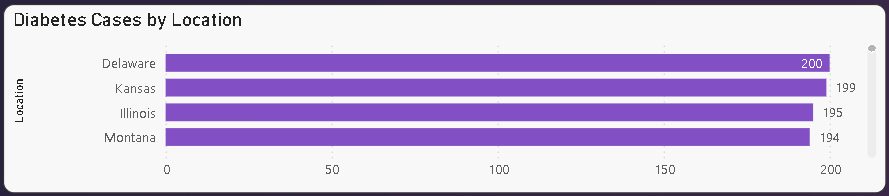 Diabetes Cases by Location
Location
Delaware 200
Kansas 199
Illinois 195
Montana 194
0 50 100 150 200